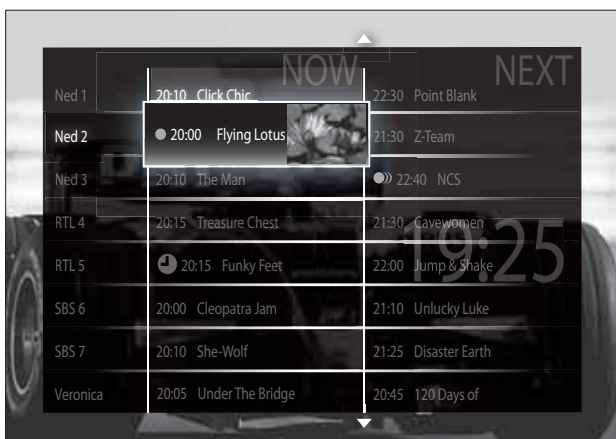 NOW NEXT
Ned 1 20:10 Click Chic 22:30 Point Blank
Ned 2 20:00 Flying Lotus 21:30 Z-Team
Ned 3 20:10 The Man 22:40 NCS
RTL 4 20:15 Treasure Chest 21:30 Cavewomen
19:25
RTL 5 20:15 Funky Feet 22:00 Jump & Shake
SBS 6 20:00 Cleopatra Jam 21:10 Unlucky Luke
SBS 7 20:10 She-Wolf 21:25 Disaster Earth
Veronica 20:05 Under The Bridge 20:45 120 Days of